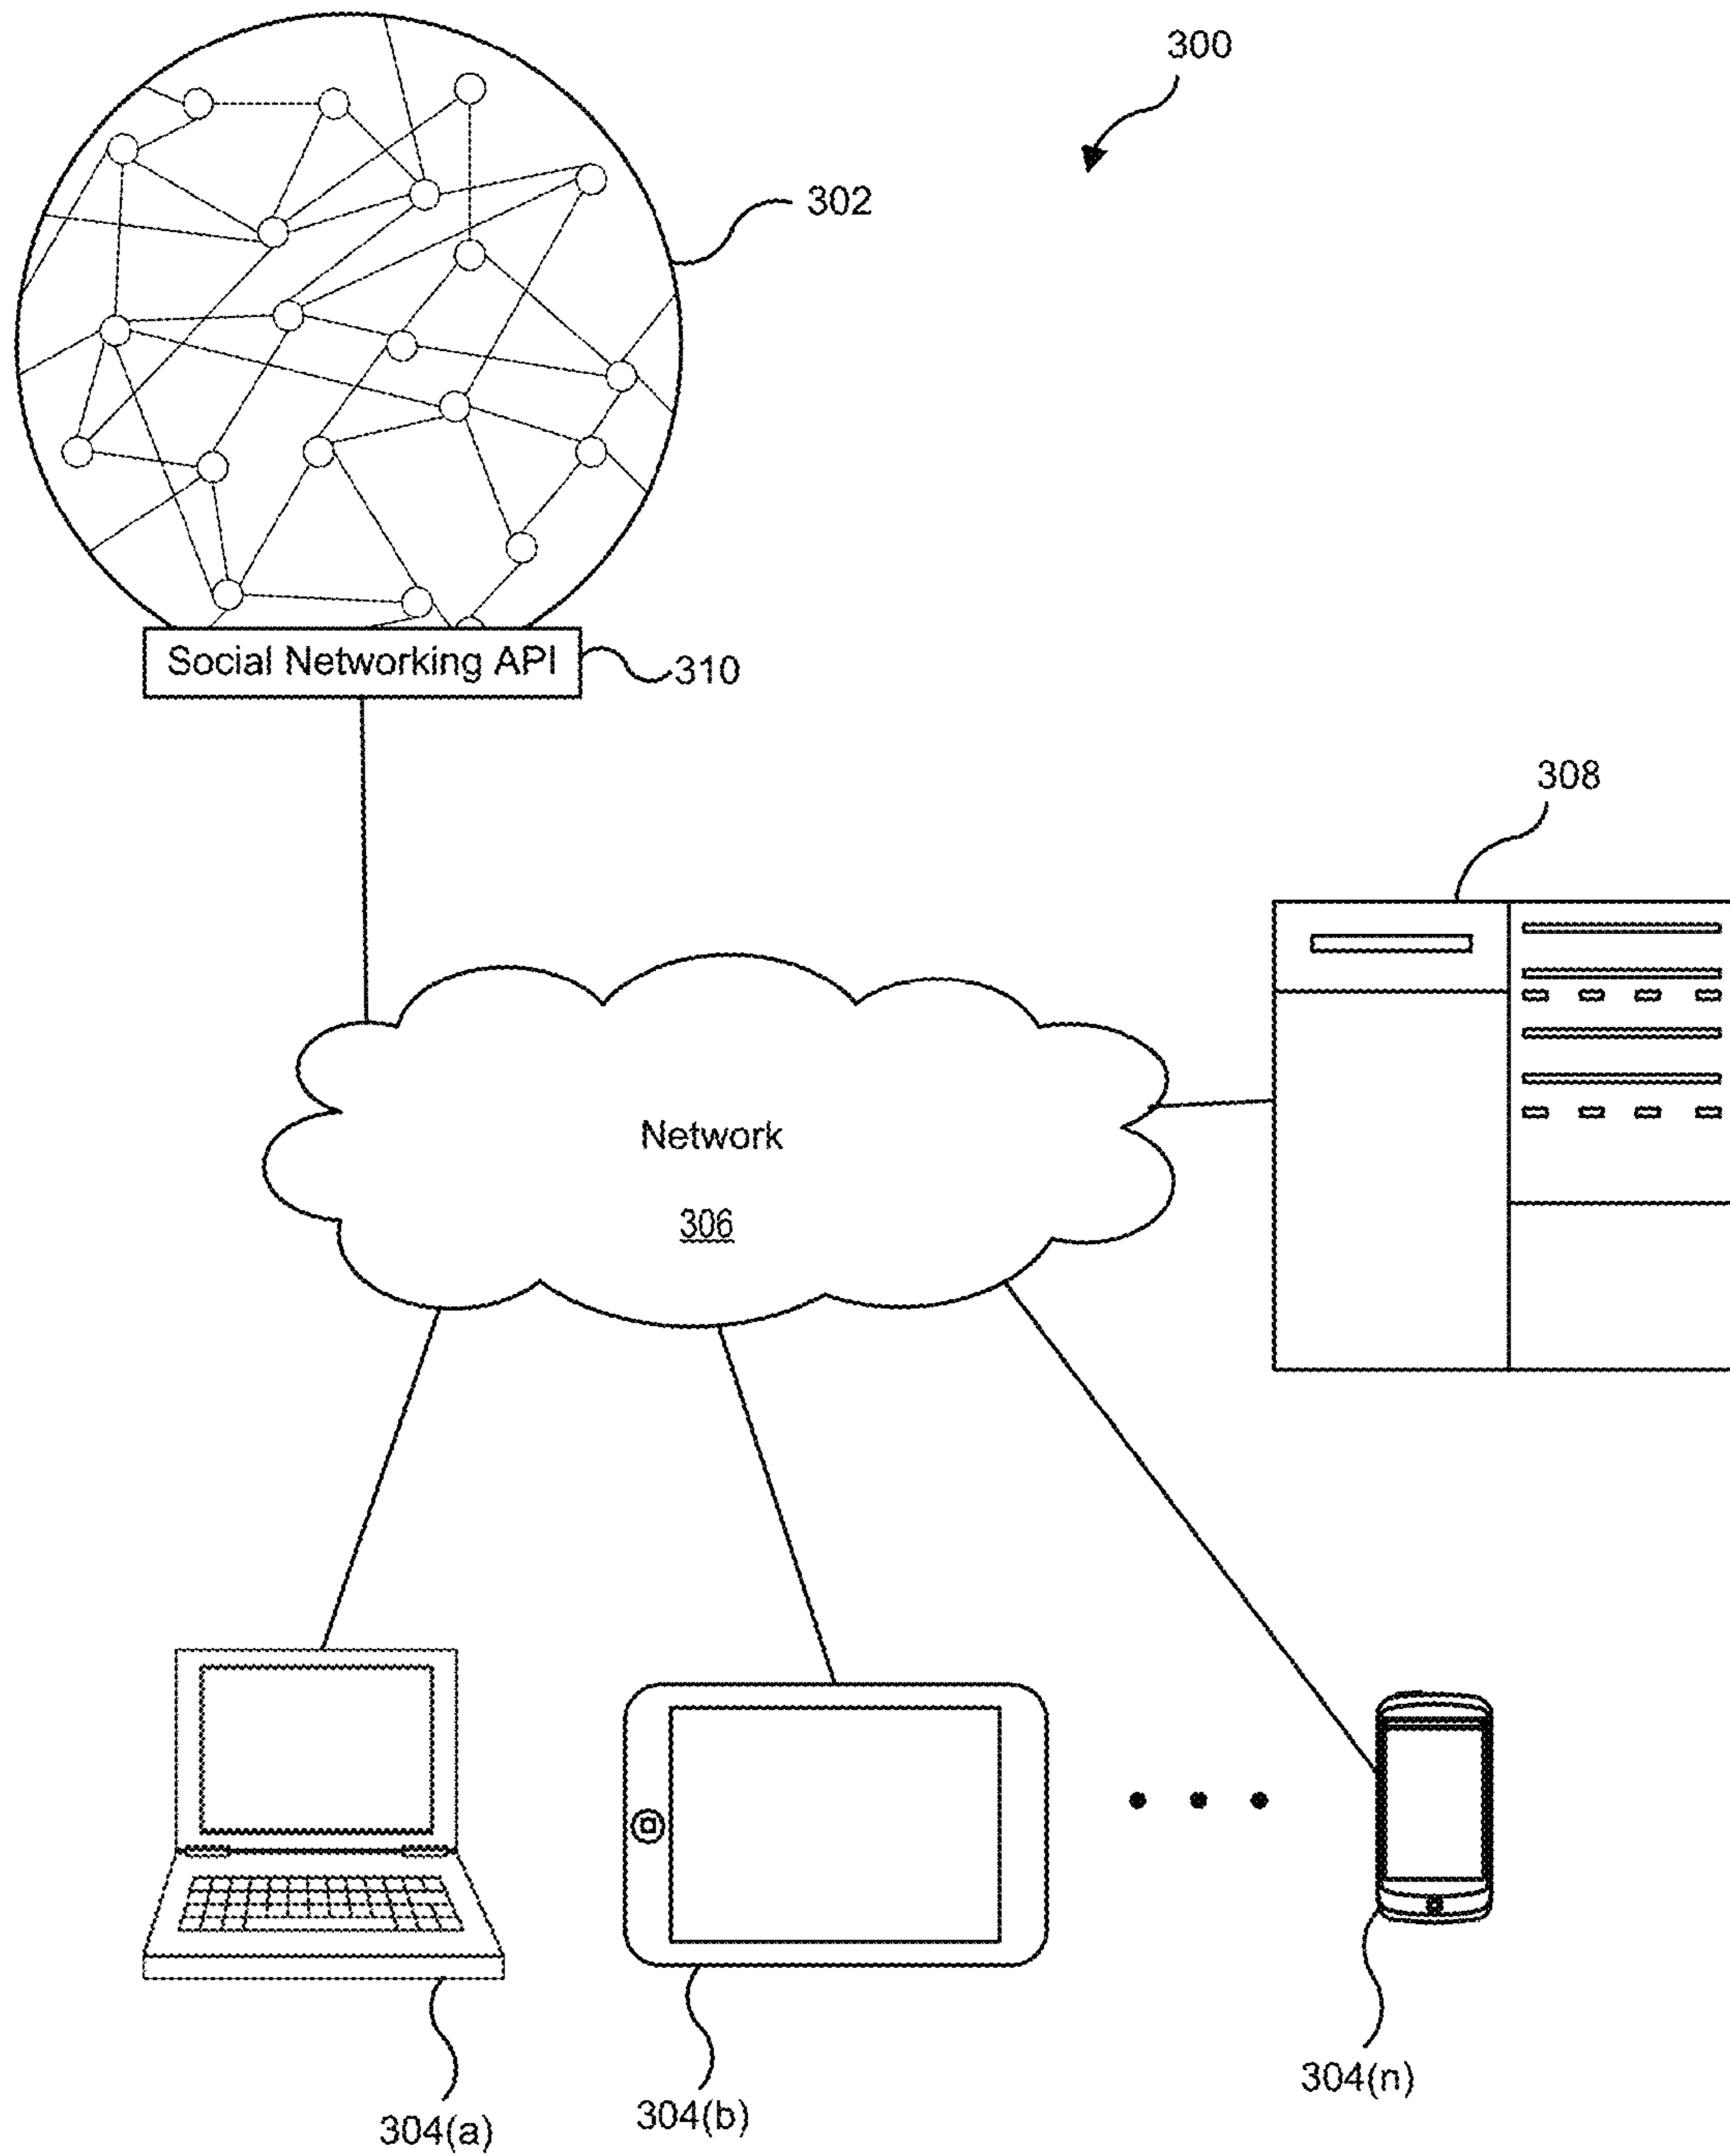 300
302
Social Networking API
310
308
Network
306
304(a)
304(b)
304(n)